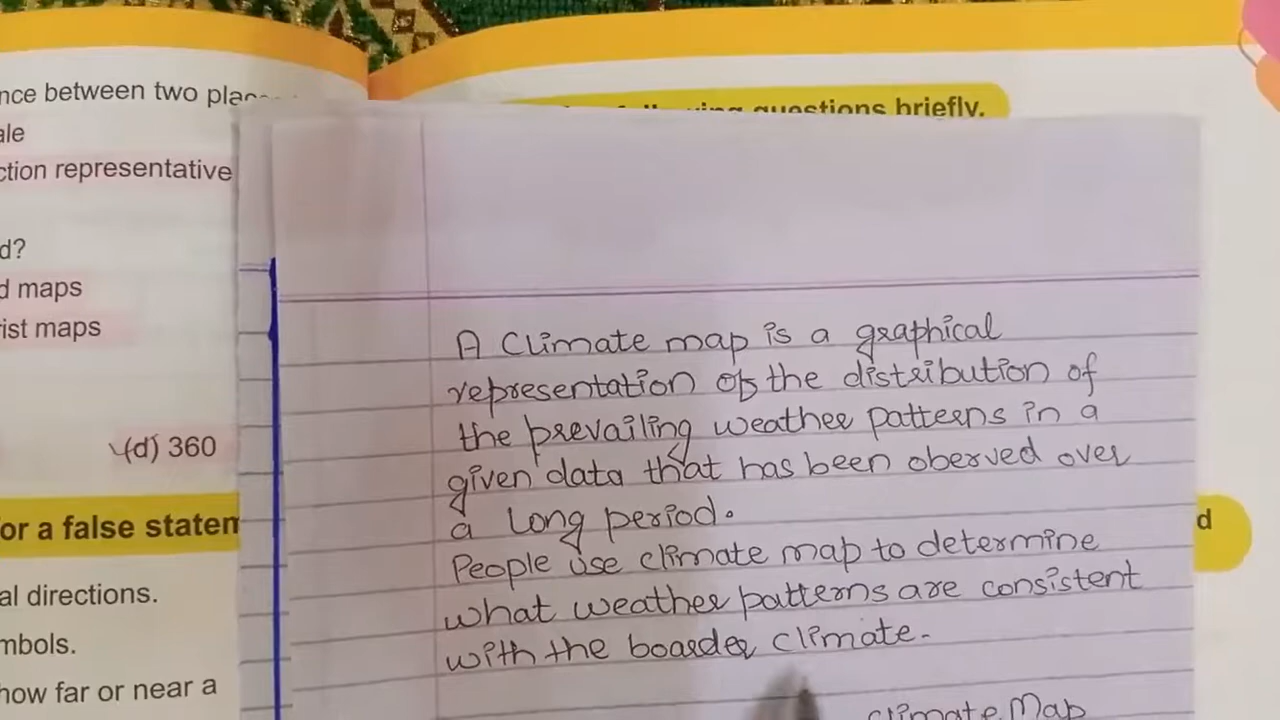 nce between two
ale
ction representative
d?
d maps
rist maps
(d) 360
or a false statem
al directions.
mbols.
how far or near a
following questions briefly.
A Climate map is a graphical
representation of the distribution of
the prevailing weather patterns in a
given data that has been oberved over
a long period.
People use climate map to determine
what weather patterns are consistent
with the boarder climate.
climate Map
d